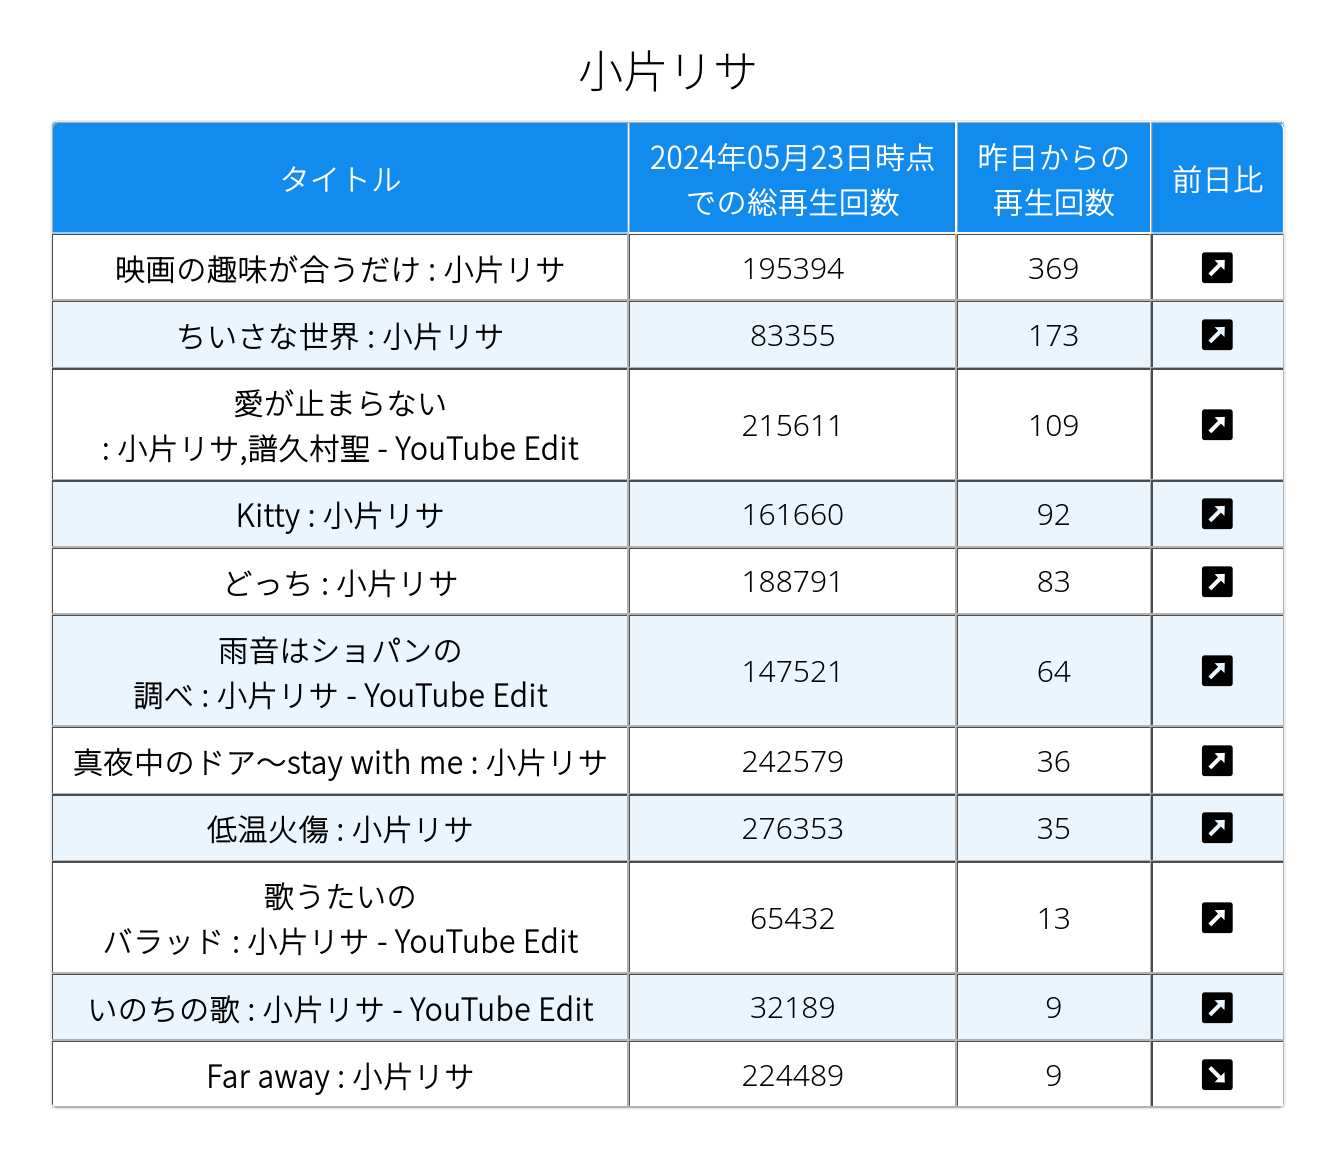 小片リサ
タイトル
2024年05月23日時点
での総再生回数
昨日からの
再生回数
前日比
映画の趣味が合うだけ : 小片リサ
195394
369
ちいさな世界 : 小片リサ
83355
173
愛が止まらない
: 小片リサ,譜久村聖 - YouTube Edit
215611
109
Kitty : 小片リサ
161660
92
どっち : 小片リサ
188791
83
雨音はショパンの
調べ : 小片リサ - YouTube Edit
147521
64
真夜中のドア〜stay with me : 小片リサ
242579
36
低温火傷 : 小片リサ
276353
35
歌うたいの
バラッド : 小片リサ - YouTube Edit
65432
13
いのちの歌 : 小片リサ - YouTube Edit
32189
9
Far away : 小片リサ
224489
9